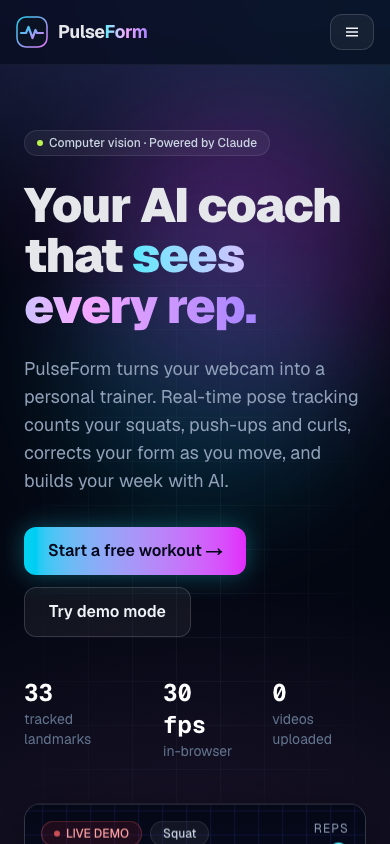 PulseForm
Computer vision · Powered by Claude
Your AI coach
that sees
every rep.
PulseForm turns your webcam into a
personal trainer. Real-time pose tracking
counts your squats, push-ups and curls,
corrects your form as you move, and
builds your week with AI.
Start a free workout →
Try demo mode
33
tracked
landmarks
30
fps
in-browser
0
videos
uploaded
LIVE DEMO
Squat
REPS